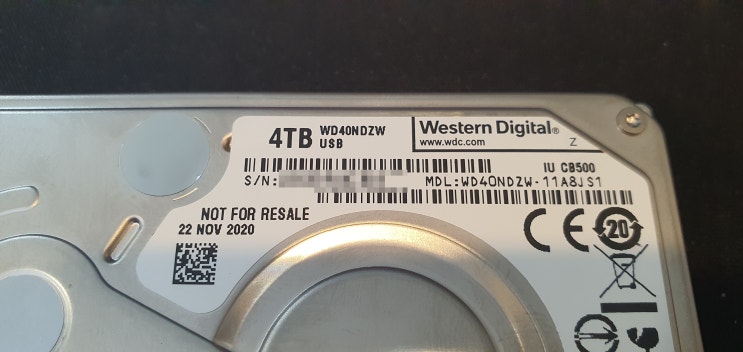 4TB WD40NDZW
USB
Western Digital®
www.wdc.com
Z
IU CB500
S/N:
MDL:WD40NDZW-11A8JS1
NOT FOR RESALE
22 NOV 2020
CE
20